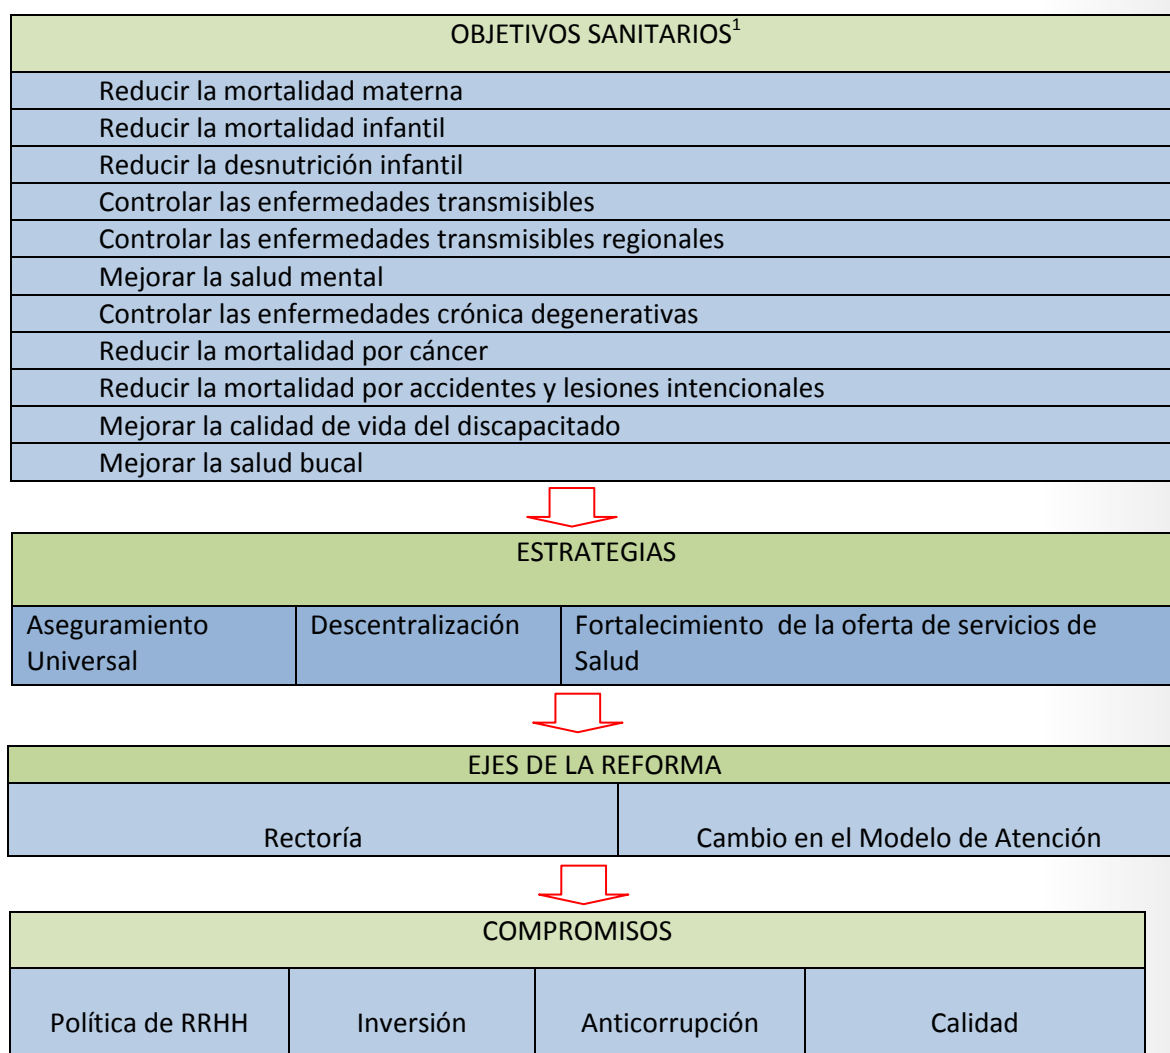 OBJETIVOS SANITARIOS¹
Reducir la mortalidad materna
Reducir la mortalidad infantil
Reducir la desnutrición infantil
Controlar las enfermedades transmisibles
Controlar las enfermedades transmisibles regionales
Mejorar la salud mental
Controlar las enfermedades crónica degenerativas
Reducir la mortalidad por cáncer
Reducir la mortalidad por accidentes y lesiones intencionales
Mejorar la calidad de vida del discapacitado
Mejorar la salud bucal
ESTRATEGIAS
Aseguramiento
Universal
Descentralización
Fortalecimiento de la oferta de servicios de
Salud
EJES DE LA REFORMA
Rectoría
Cambio en el Modelo de Atención
COMPROMISOS
Política de RRHH
Inversión
Anticorrupción
Calidad